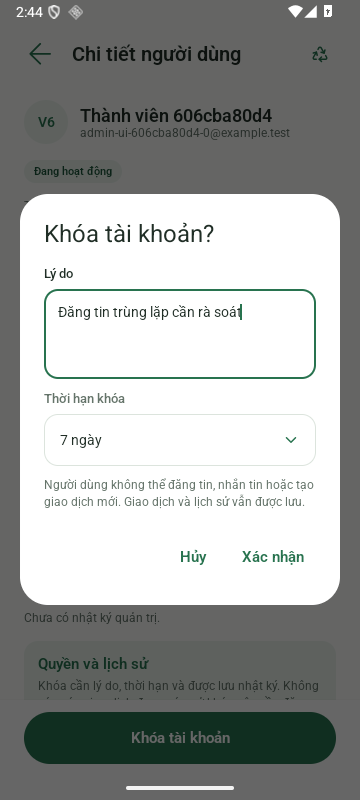 2:44
Chi tiết người dùng
V6
Thành viên 606cba80d4
admin-ui-606cba80d4-0@example.test
Đang hoạt động
Khóa tài khoản?
Lý do
Đăng tin trùng lặp cần rà soát
Thời hạn khóa
7 ngày
Người dùng không thể đăng tin, nhắn tin hoặc tạo
giao dịch mới. Giao dịch và lịch sử vẫn được lưu.
Hủy
Xác nhận
Chưa có nhật ký quản trị.
Quyền và lịch sử
Khóa cần lý do, thời hạn và được lưu nhật ký. Không
Khóa tài khoản